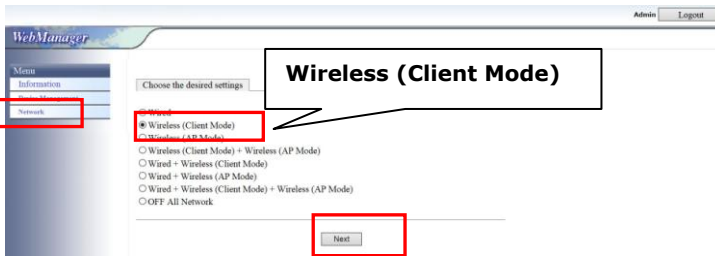 Admin Logout
WebManager
Menu
Information
Network
Choose the desired settings
Wireless (Client Mode)
Wired
Wireless (Client Mode)
Wireless (AP Mode)
Wireless (Client Mode) + Wireless (AP Mode)
Wired + Wireless (Client Mode)
Wired + Wireless (AP Mode)
Wired + Wireless (Client Mode) + Wireless (AP Mode)
OFF All Network
Next